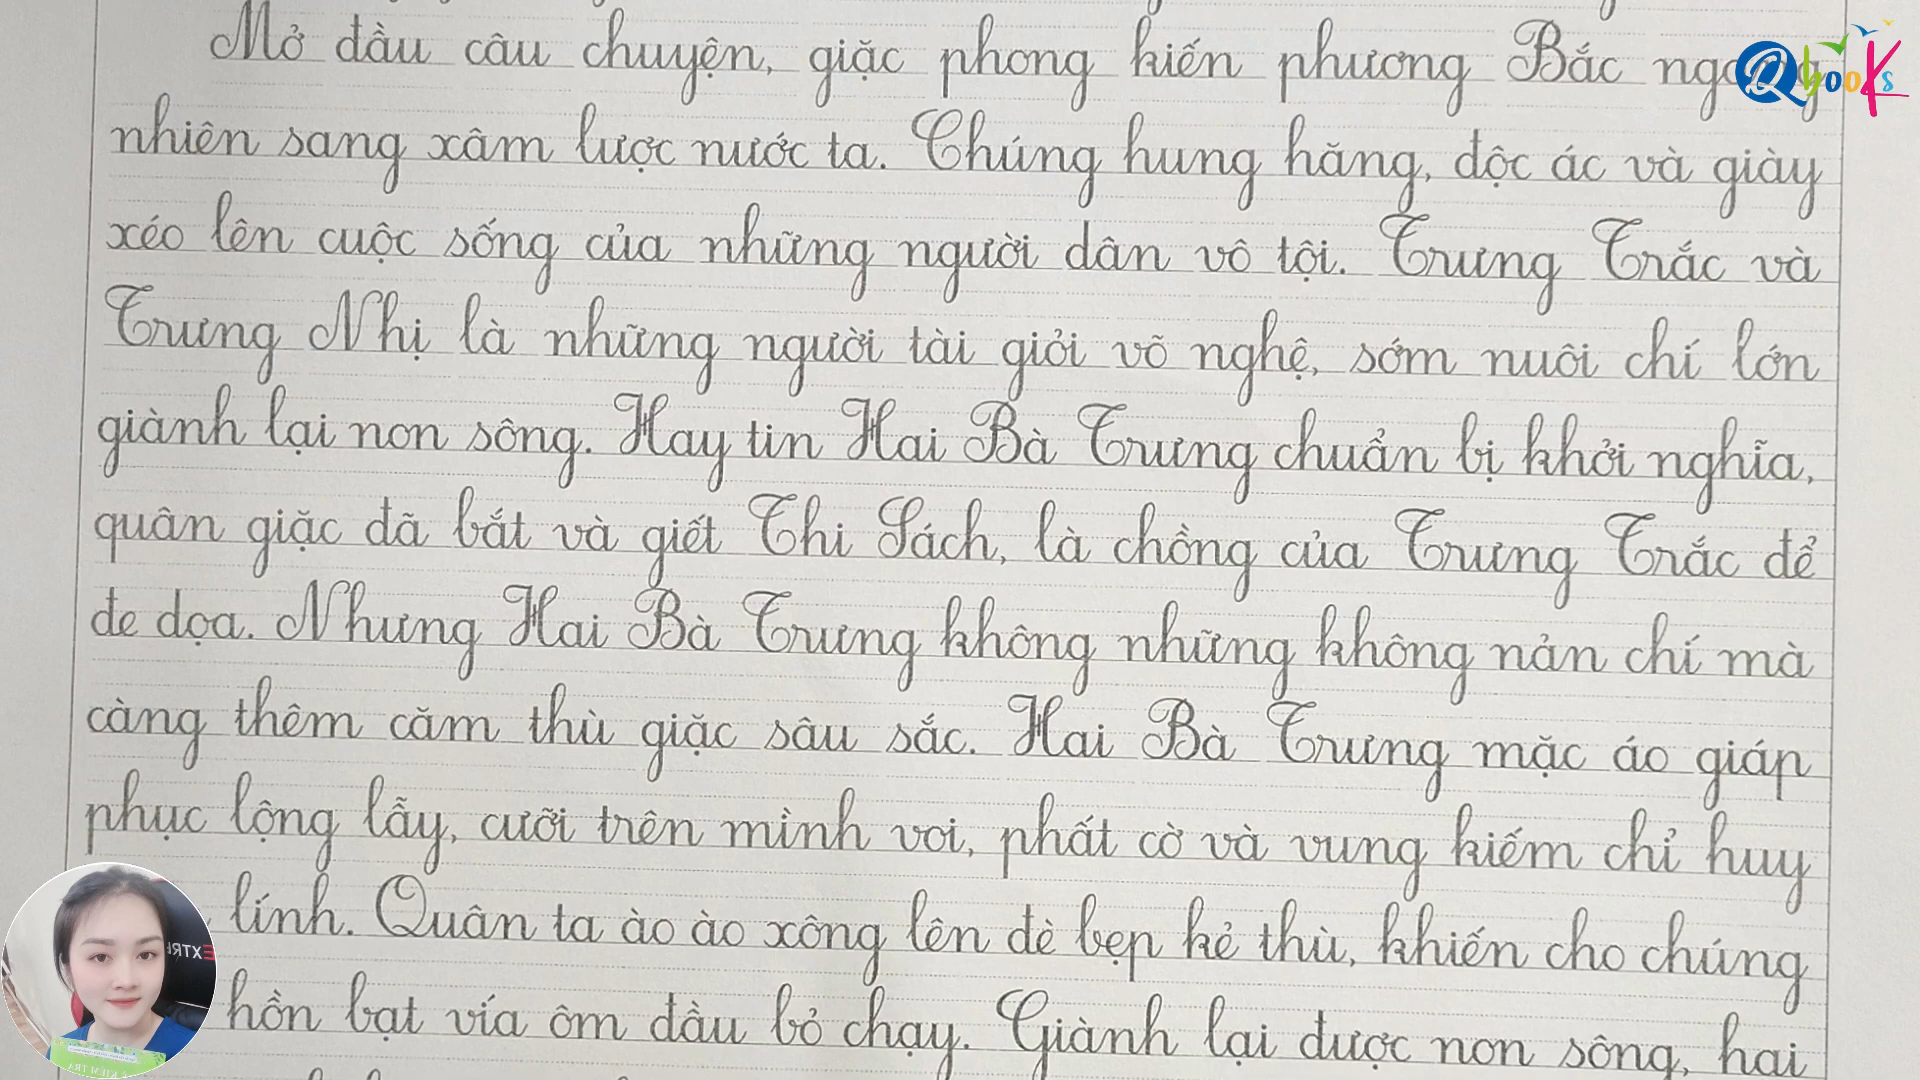 Mở đầu câu chuyện, giặc phong kiến phương Bắc ngang
nhiên sang xâm lược nước ta. Chúng hung hăng, độc ác và giày
xéo lên cuộc sống của những người dân vô tội. Trưng Trắc và
Trưng Nhị là những người tài giỏi võ nghệ, sớm nuôi chí lớn
giành lại non sông. Hay tin Hai Bà Trưng chuẩn bị khởi nghĩa,
quân giặc đã bắt và giết Thi Sách, là chồng của Trưng Trắc để
đe dọa. Nhưng Hai Bà Trưng không những không nản chí mà
càng thêm căm thù giặc sâu sắc. Hai Bà Trưng mặc áo giáp
phục lộng lẫy, cưỡi trên mình voi, phất cờ và vung kiếm chỉ huy
lính. Quân ta ào ào xông lên đè bẹp kẻ thù, khiến cho chúng
hồn bạt vía ôm đầu bỏ chạy. Giành lại được non sông, hai
Qbooks
EXTRE
KIỂM TRA